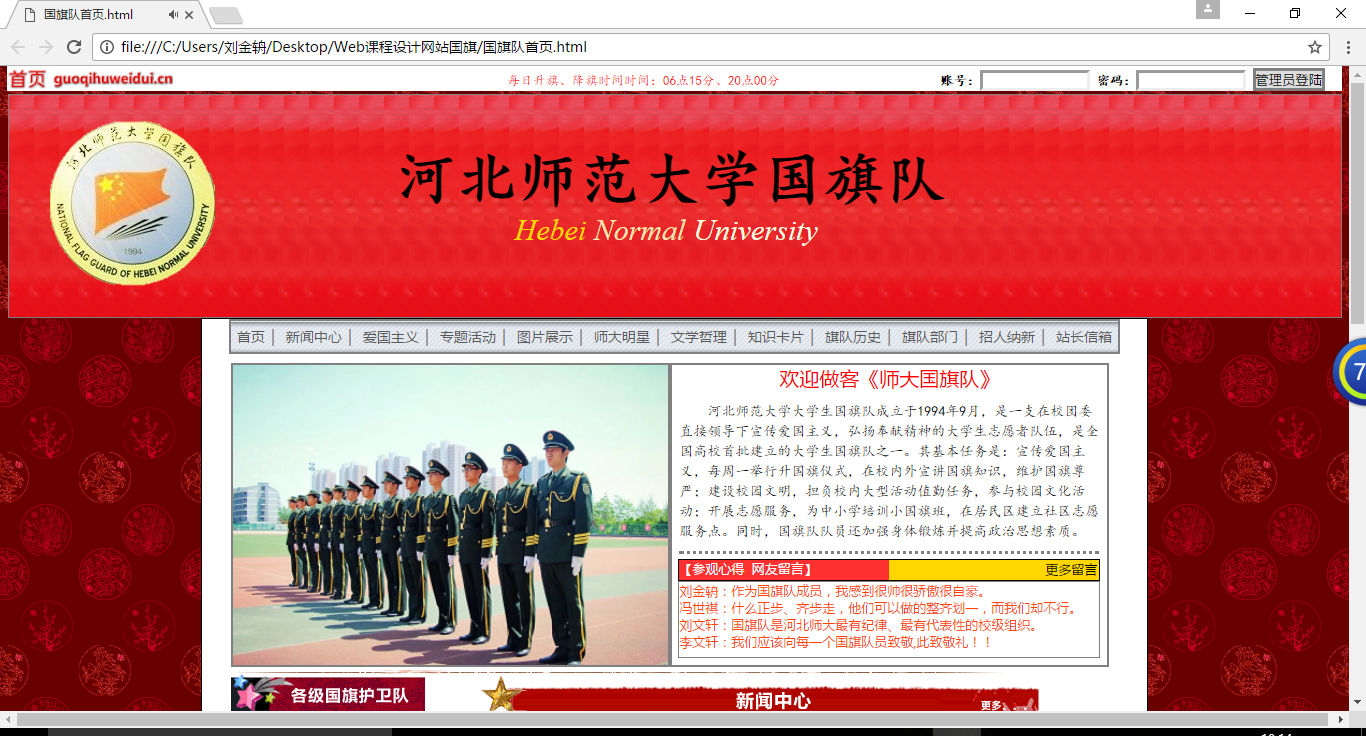 国旗队首页.html
file:///C:/Users/刘金钠/Desktop/Web课程设计网站国旗/国旗队首页.html
首页 guoqihuweidui.cn
每日升旗、降旗时间时间：06点15分、20点00分
账号： 密码： 管理员登陆
河北师范大学国旗队
NATIONAL FLAG GUARD OF HEBEI NORMAL UNIVERSITY
1994
河北师范大学国旗队
Hebei Normal University
首页 | 新闻中心 | 爱国主义 | 专题活动 | 图片展示 | 师大明星 | 文学哲理 | 知识卡片 | 旗队历史 | 旗队部门 | 招人纳新 | 站长信箱
欢迎做客《师大国旗队》
河北师范大学大学生国旗队成立于1994年9月，是一支在校团委
直接领导下宣传爱国主义，弘扬奉献精神的大学生志愿者队伍，是全
国高校首批建立的大学生国旗队之一。其基本任务是：宣传爱国主
义，每周一举行升国旗仪式，在校内外宣讲国旗知识，维护国旗尊
严；建设校园文明，担负校内大型活动值勤任务，参与校园文化活
动；开展志愿服务，为中小学培训小国旗班，在居民区建立社区志愿
服务点。同时，国旗队队员还加强身体锻炼并提高政治思想素质。
【参观心得 网友留言】 更多留言
刘金钠：作为国旗队成员，我感到很帅很骄傲很自豪。
冯世祺：什么正步、齐步走，他们可以做的整齐划一，而我们却不行。
刘文轩：国旗队是河北师大最有纪律、最有代表性的校级组织。
李文轩：我们应该向每一个国旗队员致敬,此致敬礼！！
各级国旗护卫队
新闻中心
更多
7